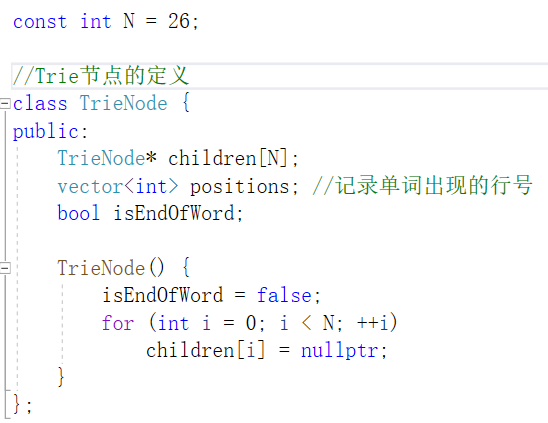 const int N = 26;
//Trie节点的定义
class TrieNode {
public:
TrieNode* children[N];
vector<int> positions; //记录单词出现的行号
bool isEndOfWord;
TrieNode() {
isEndOfWord = false;
for (int i = 0; i < N; ++i)
children[i] = nullptr;
}
};